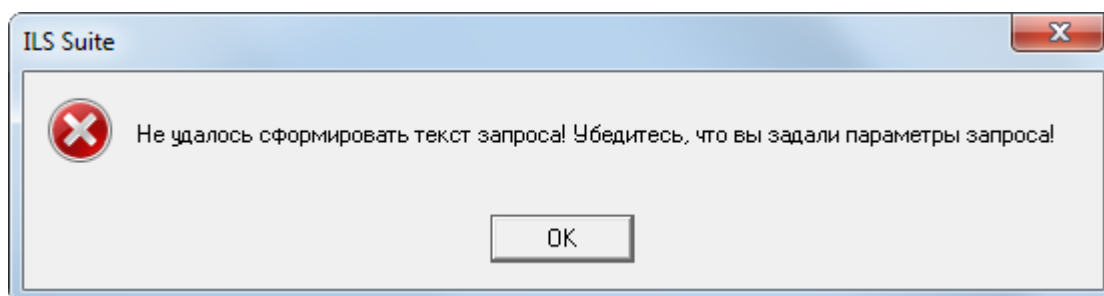 ILS Suite
Не удалось сформировать текст запроса! Убедитесь, что вы задали параметры запроса!
OK